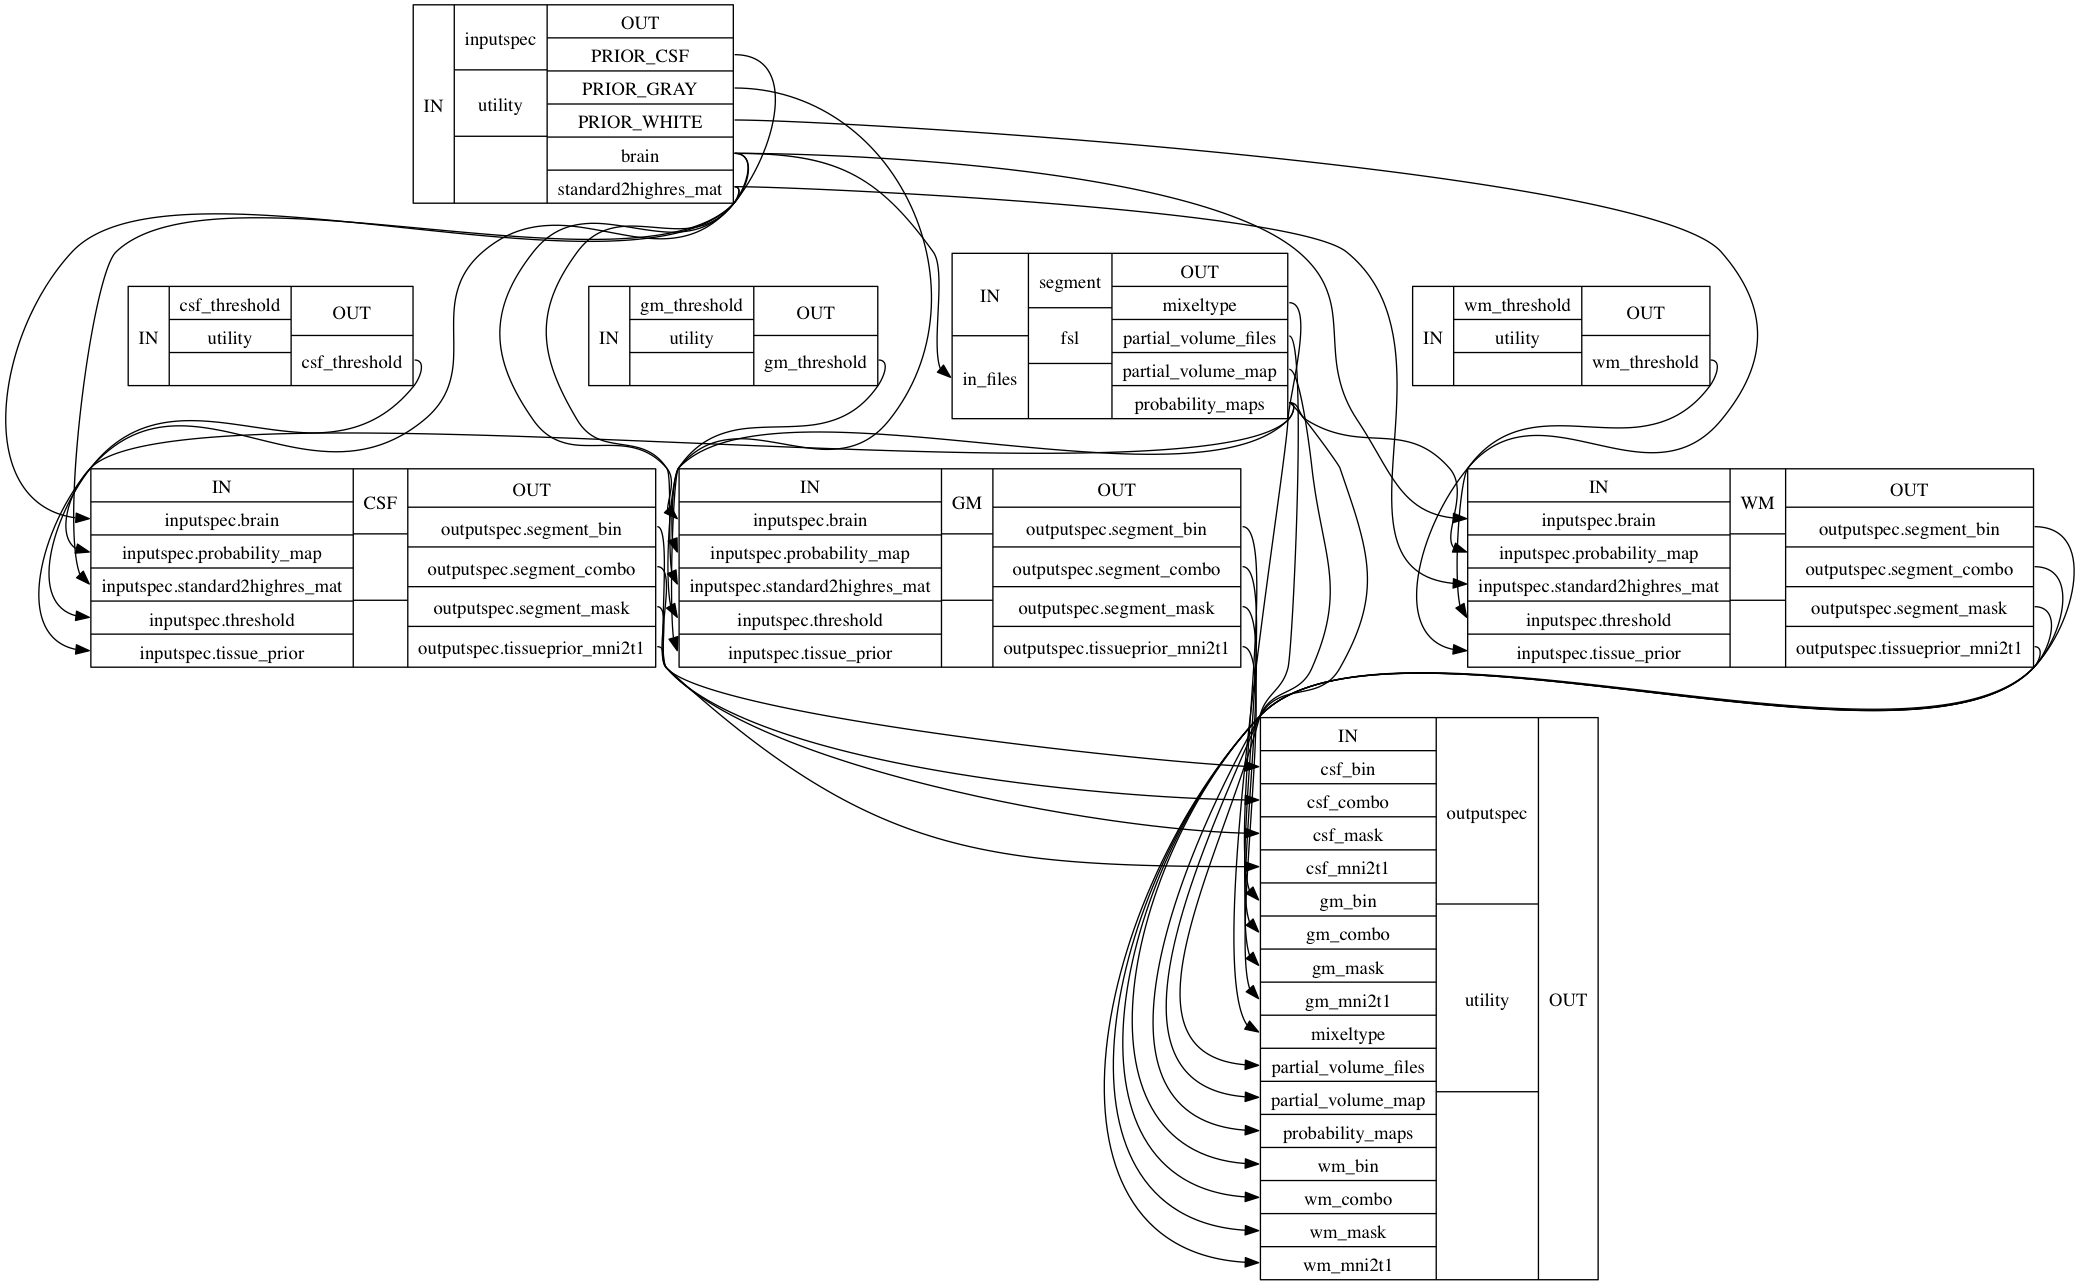 IN
inputspec
utility
OUT
PRIOR_CSF
PRIOR_GRAY
PRIOR_WHITE
brain
standard2highres_mat
IN
csf_threshold
utility
OUT
csf_threshold
IN
gm_threshold
utility
OUT
gm_threshold
IN
in_files
segment
fsl
OUT
mixeltype
partial_volume_files
partial_volume_map
probability_maps
IN
wm_threshold
utility
OUT
wm_threshold
IN
inputspec.brain
inputspec.probability_map
inputspec.standard2highres_mat
inputspec.threshold
inputspec.tissue_prior
CSF
OUT
outputspec.segment_bin
outputspec.segment_combo
outputspec.segment_mask
outputspec.tissueprior_mni2t1
IN
inputspec.brain
inputspec.probability_map
inputspec.standard2highres_mat
inputspec.threshold
inputspec.tissue_prior
GM
OUT
outputspec.segment_bin
outputspec.segment_combo
outputspec.segment_mask
outputspec.tissueprior_mni2t1
IN
inputspec.brain
inputspec.probability_map
inputspec.standard2highres_mat
inputspec.threshold
inputspec.tissue_prior
WM
OUT
outputspec.segment_bin
outputspec.segment_combo
outputspec.segment_mask
outputspec.tissueprior_mni2t1
IN
csf_bin
csf_combo
csf_mask
csf_mni2t1
gm_bin
gm_combo
gm_mask
gm_mni2t1
mixeltype
partial_volume_files
partial_volume_map
probability_maps
wm_bin
wm_combo
wm_mask
wm_mni2t1
outputspec
utility
OUT